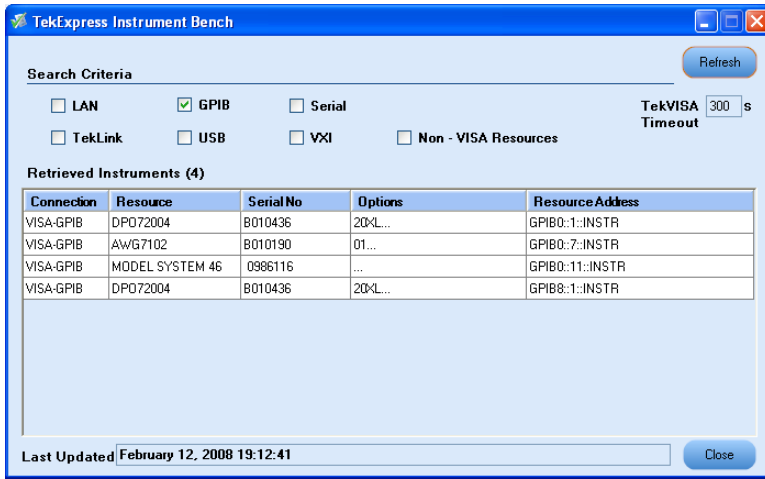 TekExpress Instrument Bench
Refresh
Search Criteria
LAN GPIB Serial TekVISA Timeout 300 s
TekLink USB VXI Non - VISA Resources
Retrieved Instruments (4)
Connection Resource Serial No Options Resource Address
VISA-GPIB DPO72004 B010436 20XL... GPIB0::1::INSTR
VISA-GPIB AWG7102 B010190 01... GPIB0::7::INSTR
VISA-GPIB MODEL SYSTEM 46 0986116 ... GPIB0::11::INSTR
VISA-GPIB DPO72004 B010436 20XL... GPIB8::1::INSTR
Last Updated February 12, 2008 19:12:41 Close